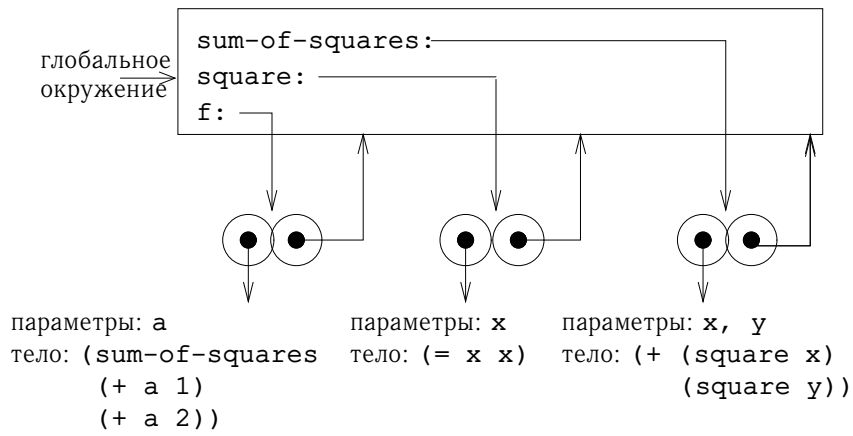 sum-of-squares:
глобальное
окружение
square:
f:
параметры: a
тело: (sum-of-squares
(+ a 1)
(+ a 2))
параметры: x
тело: (= x x)
параметры: x, y
тело: (+ (square x)
(square y))